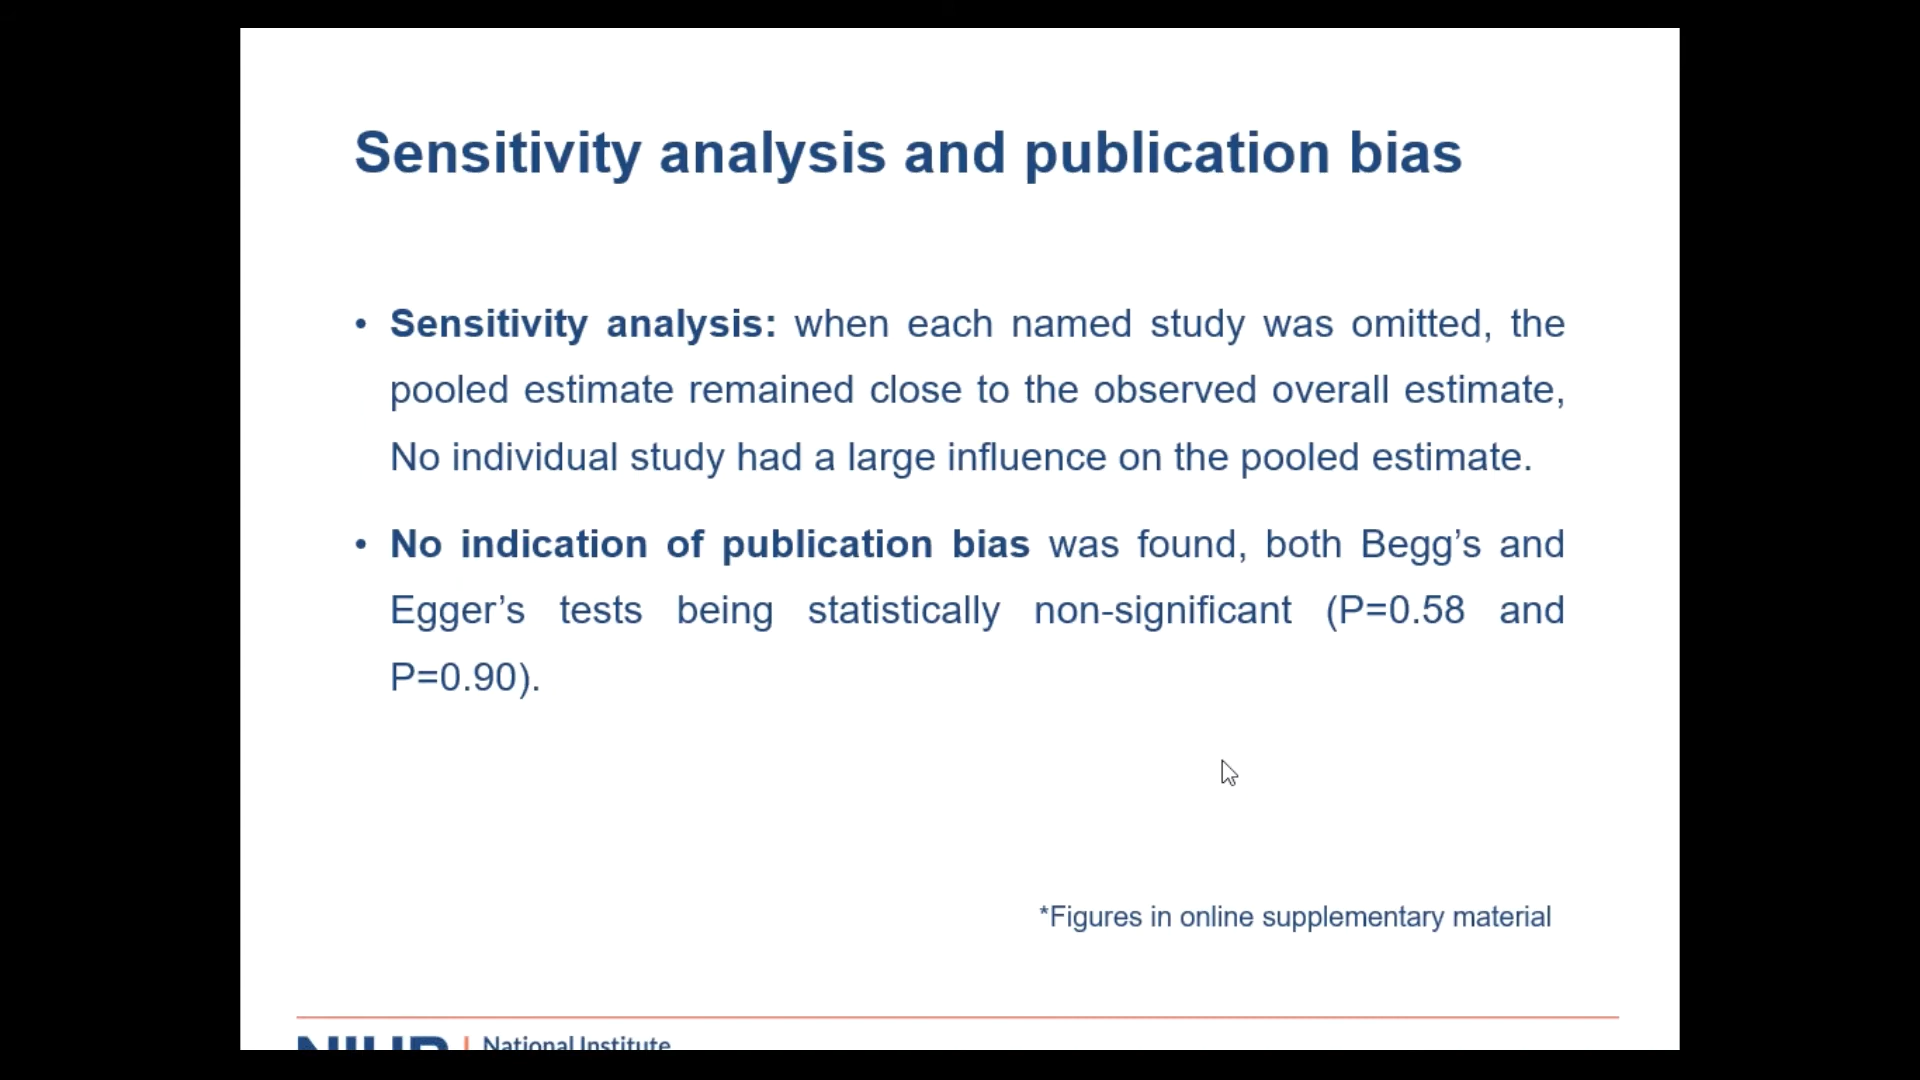 Sensitivity analysis and publication bias
• Sensitivity analysis: when each named study was omitted, the
pooled estimate remained close to the observed overall estimate,
No individual study had a large influence on the pooled estimate.
• No indication of publication bias was found, both Begg’s and
Egger’s tests being statistically non-significant (P=0.58 and
P=0.90).
*Figures in online supplementary material
NIHR | National Institute